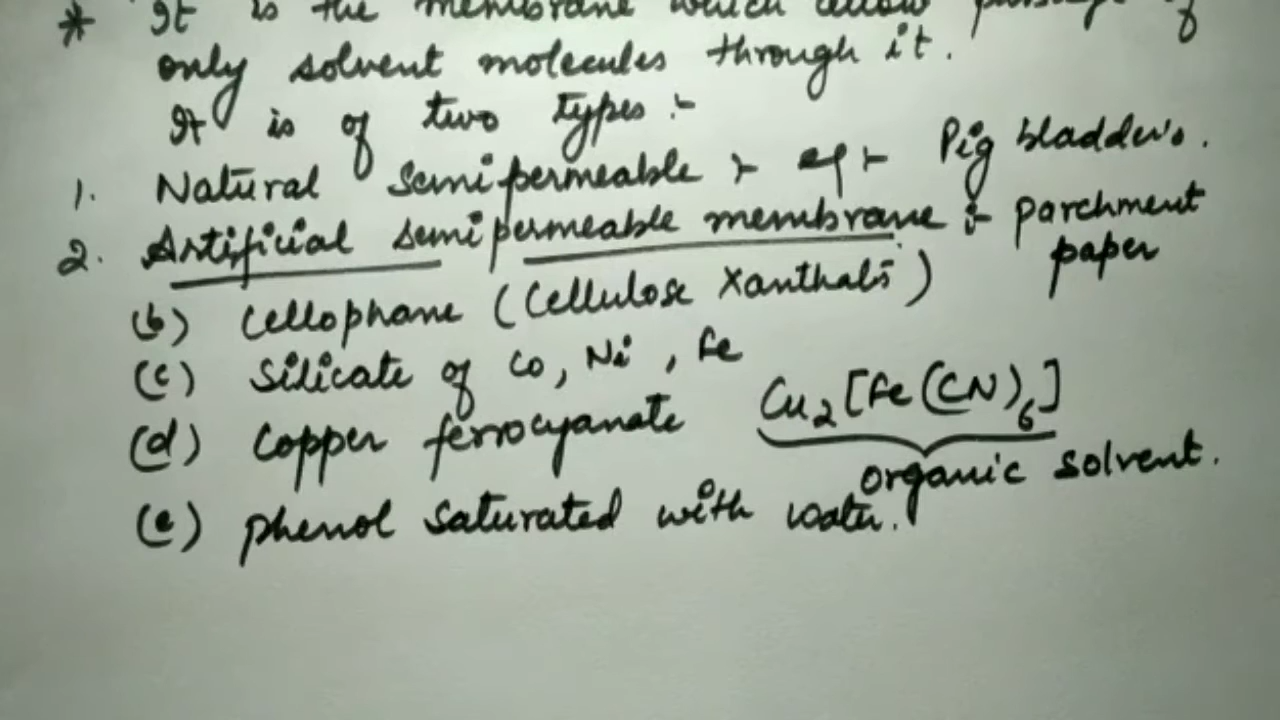 * It is the membrane which allow passage of
only solvent molecules through it.
It is of two types :-
1. Natural semipermeable :- eg :- Pig bladders.
2. Artificial semipermeable membrane :- parchment
paper
(b) Cellophane (Cellulose Xanthate)
(c) Silicate of Co, Ni, Fe
(d) Copper ferrocyanate Cu2[Fe(CN)6]
organic solvent.
(e) phenol saturated with water.